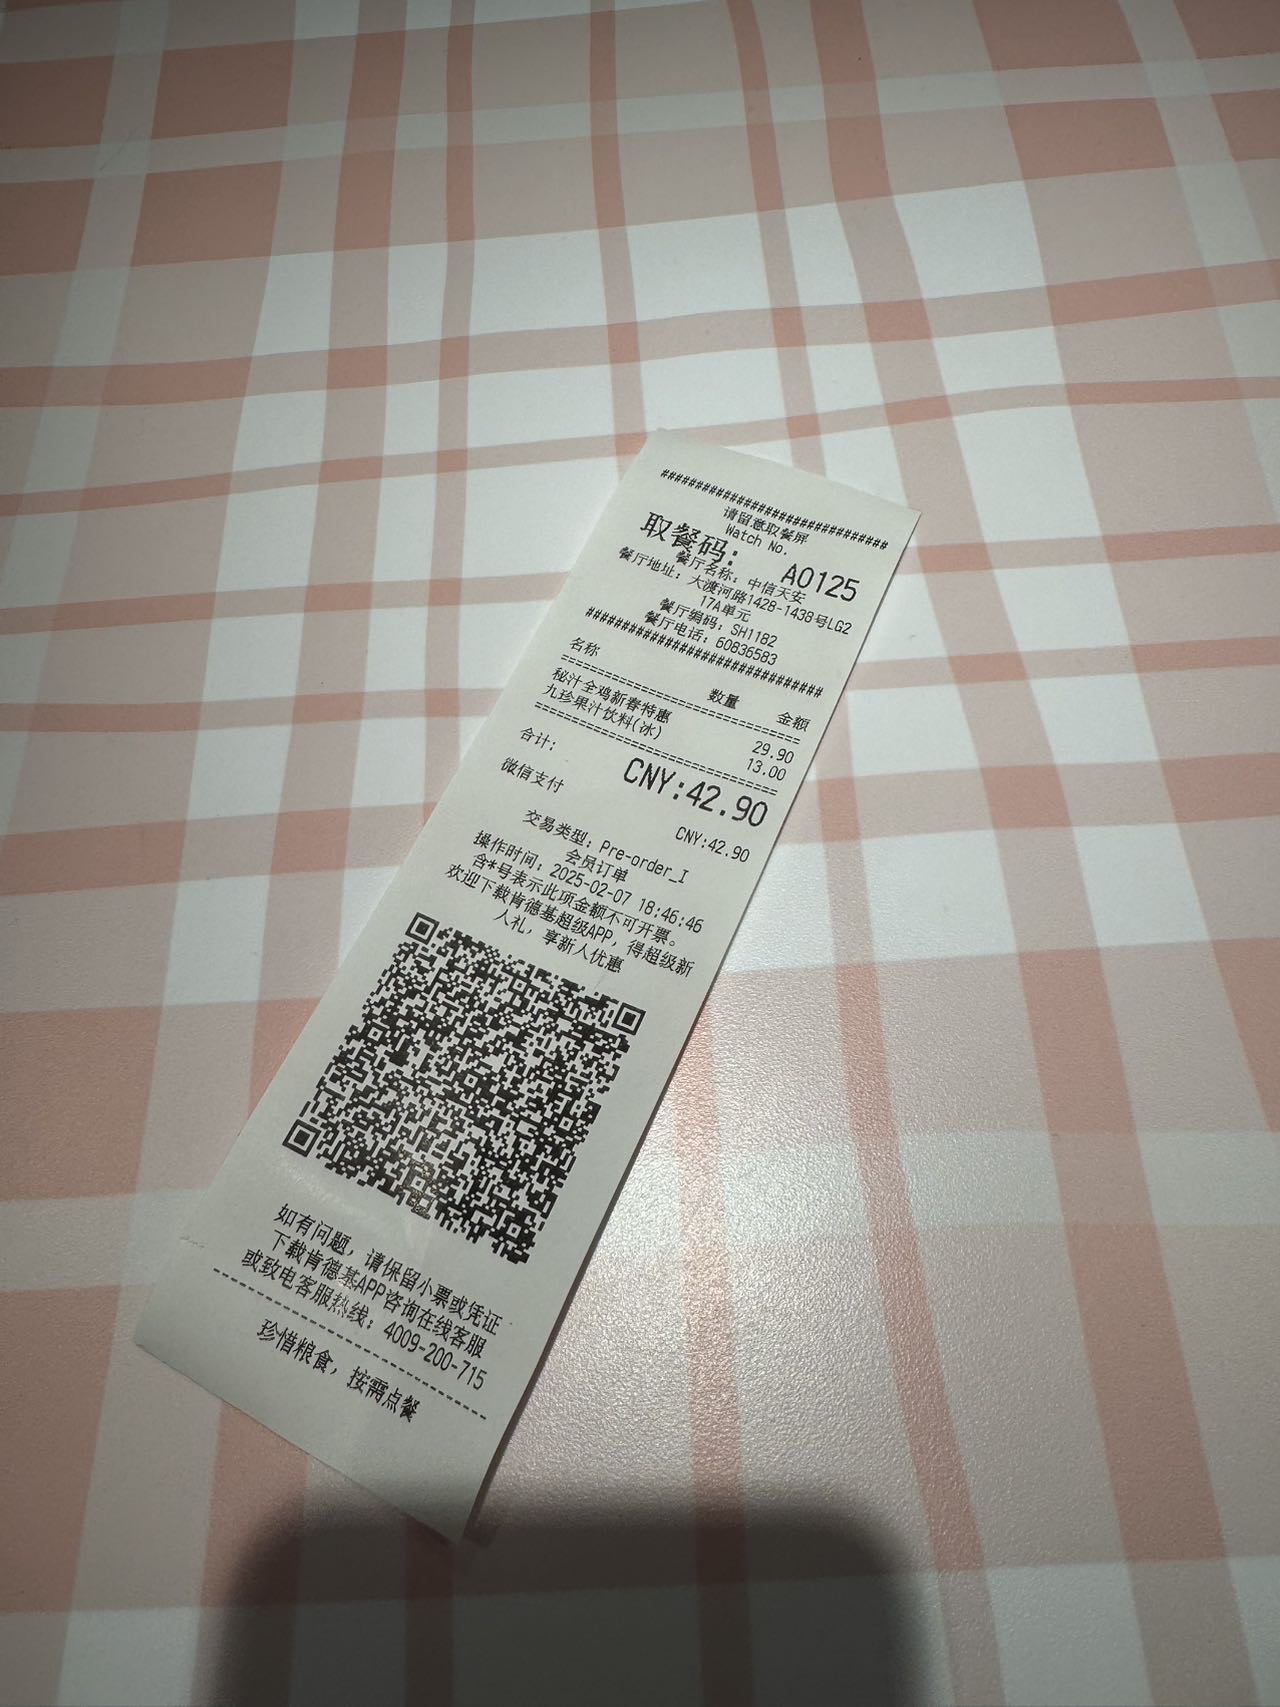 ################################
请留意取餐屏
Watch No.
取餐码: A0125
餐厅名称: 中信天安
餐厅地址: 大渡河路1428-1438号LG2
17A单元
餐厅编码: SH1182
餐厅电话: 60836583
################################
名称 数量 金额
================================
秘汁全鸡新春特惠 29.90
九珍果汁饮料(冰) 13.00
================================
合计: CNY:42.90
微信支付 CNY:42.90
交易类型: Pre-order_I
会员订单
操作时间: 2025-02-07 18:46:46
含*号表示此项金额不可开票。
欢迎下载肯德基超级APP, 得超级新
人礼, 享新人优惠
如有问题, 请保留小票或凭证
下载肯德基APP咨询在线客服
或致电客服热线: 4009-200-715
--------------------------------
珍惜粮食, 按需点餐